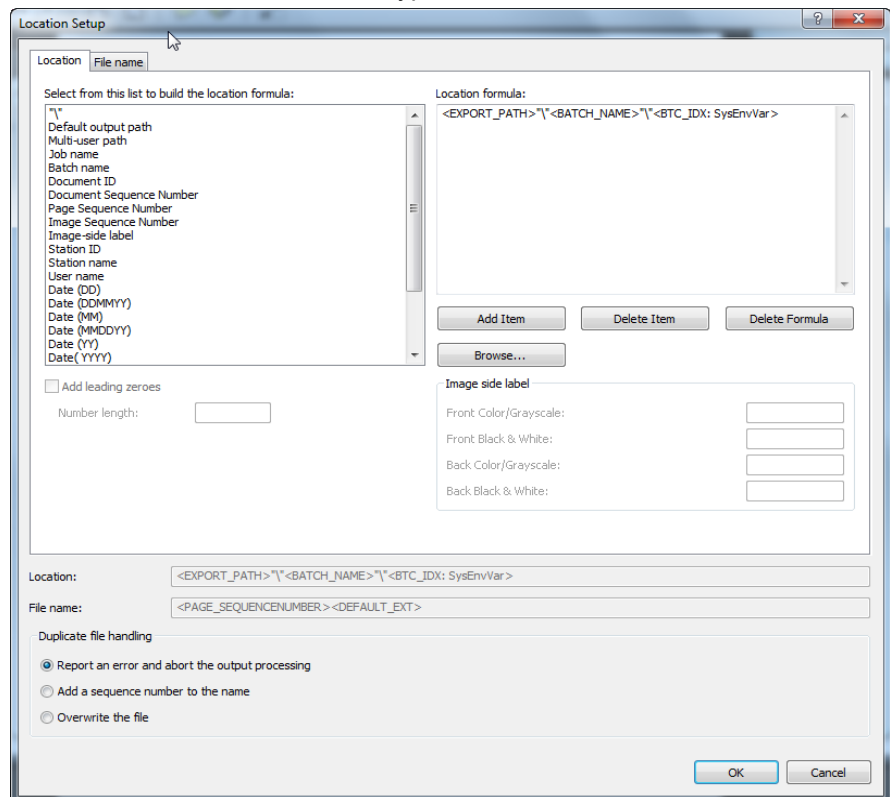 Location Setup
Location File name
Select from this list to build the location formula:
"\"
Default output path
Multi-user path
Job name
Batch name
Document ID
Document Sequence Number
Page Sequence Number
Image Sequence Number
Image-side label
Station ID
Station name
User name
Date (DD)
Date (DDMMYY)
Date (MM)
Date (MMDDYY)
Date (YY)
Date( YYYY)
Add leading zeroes
Number length:
Location formula:
<EXPORT_PATH>"\"<BATCH_NAME>"\"<BTC_IDX: SysEnvVar>
Add Item Delete Item Delete Formula
Browse...
Image side label
Front Color/Grayscale:
Front Black & White:
Back Color/Grayscale:
Back Black & White:
Location: <EXPORT_PATH>"\"<BATCH_NAME>"\"<BTC_IDX: SysEnvVar>
File name: <PAGE_SEQUENCENUMBER><DEFAULT_EXT>
Duplicate file handling
Report an error and abort the output processing
Add a sequence number to the name
Overwrite the file
OK Cancel